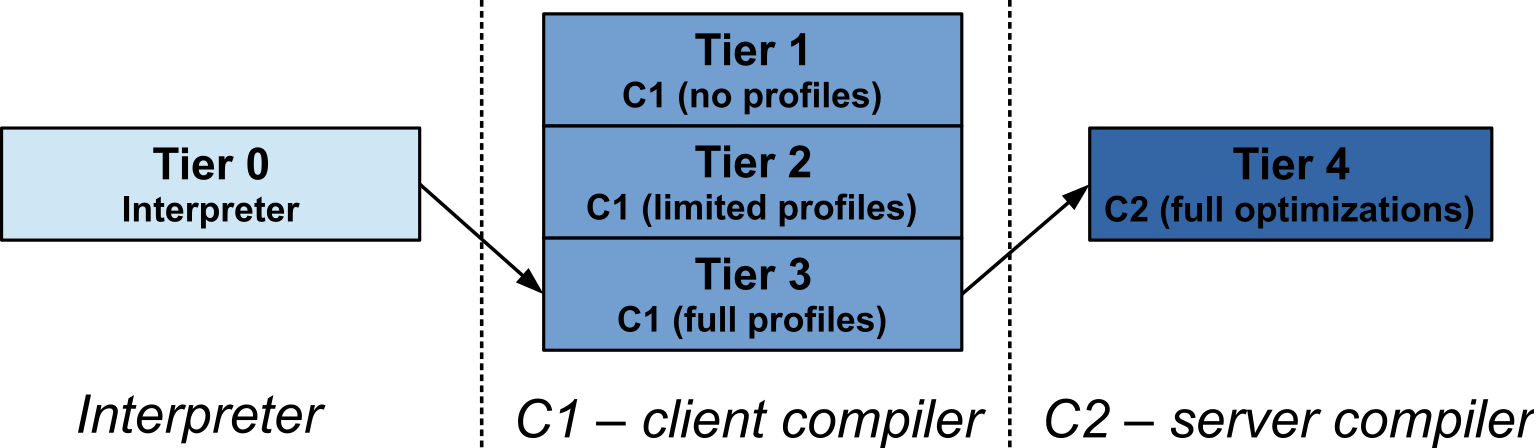 Tier 0
Interpreter
Tier 1
C1 (no profiles)
Tier 2
C1 (limited profiles)
Tier 3
C1 (full profiles)
Tier 4
C2 (full optimizations)
Interpreter
C1 – client compiler
C2 – server compiler